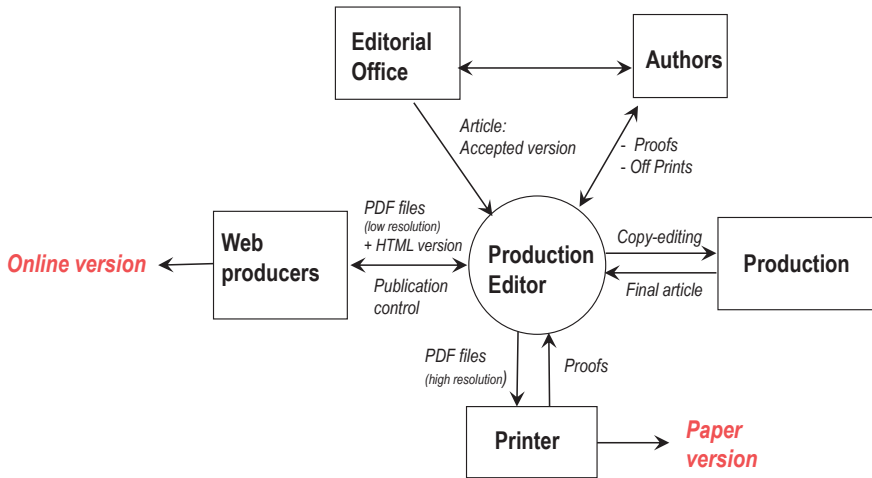 Editorial
Office
Authors
Article:
Accepted version
- Proofs
- Off Prints
PDF files
(low resolution)
+ HTML version
Web
producers
Online version
Publication
control
Production
Editor
Copy-editing
Final article
Production
PDF files
(high resolution)
Proofs
Printer
Paper
version